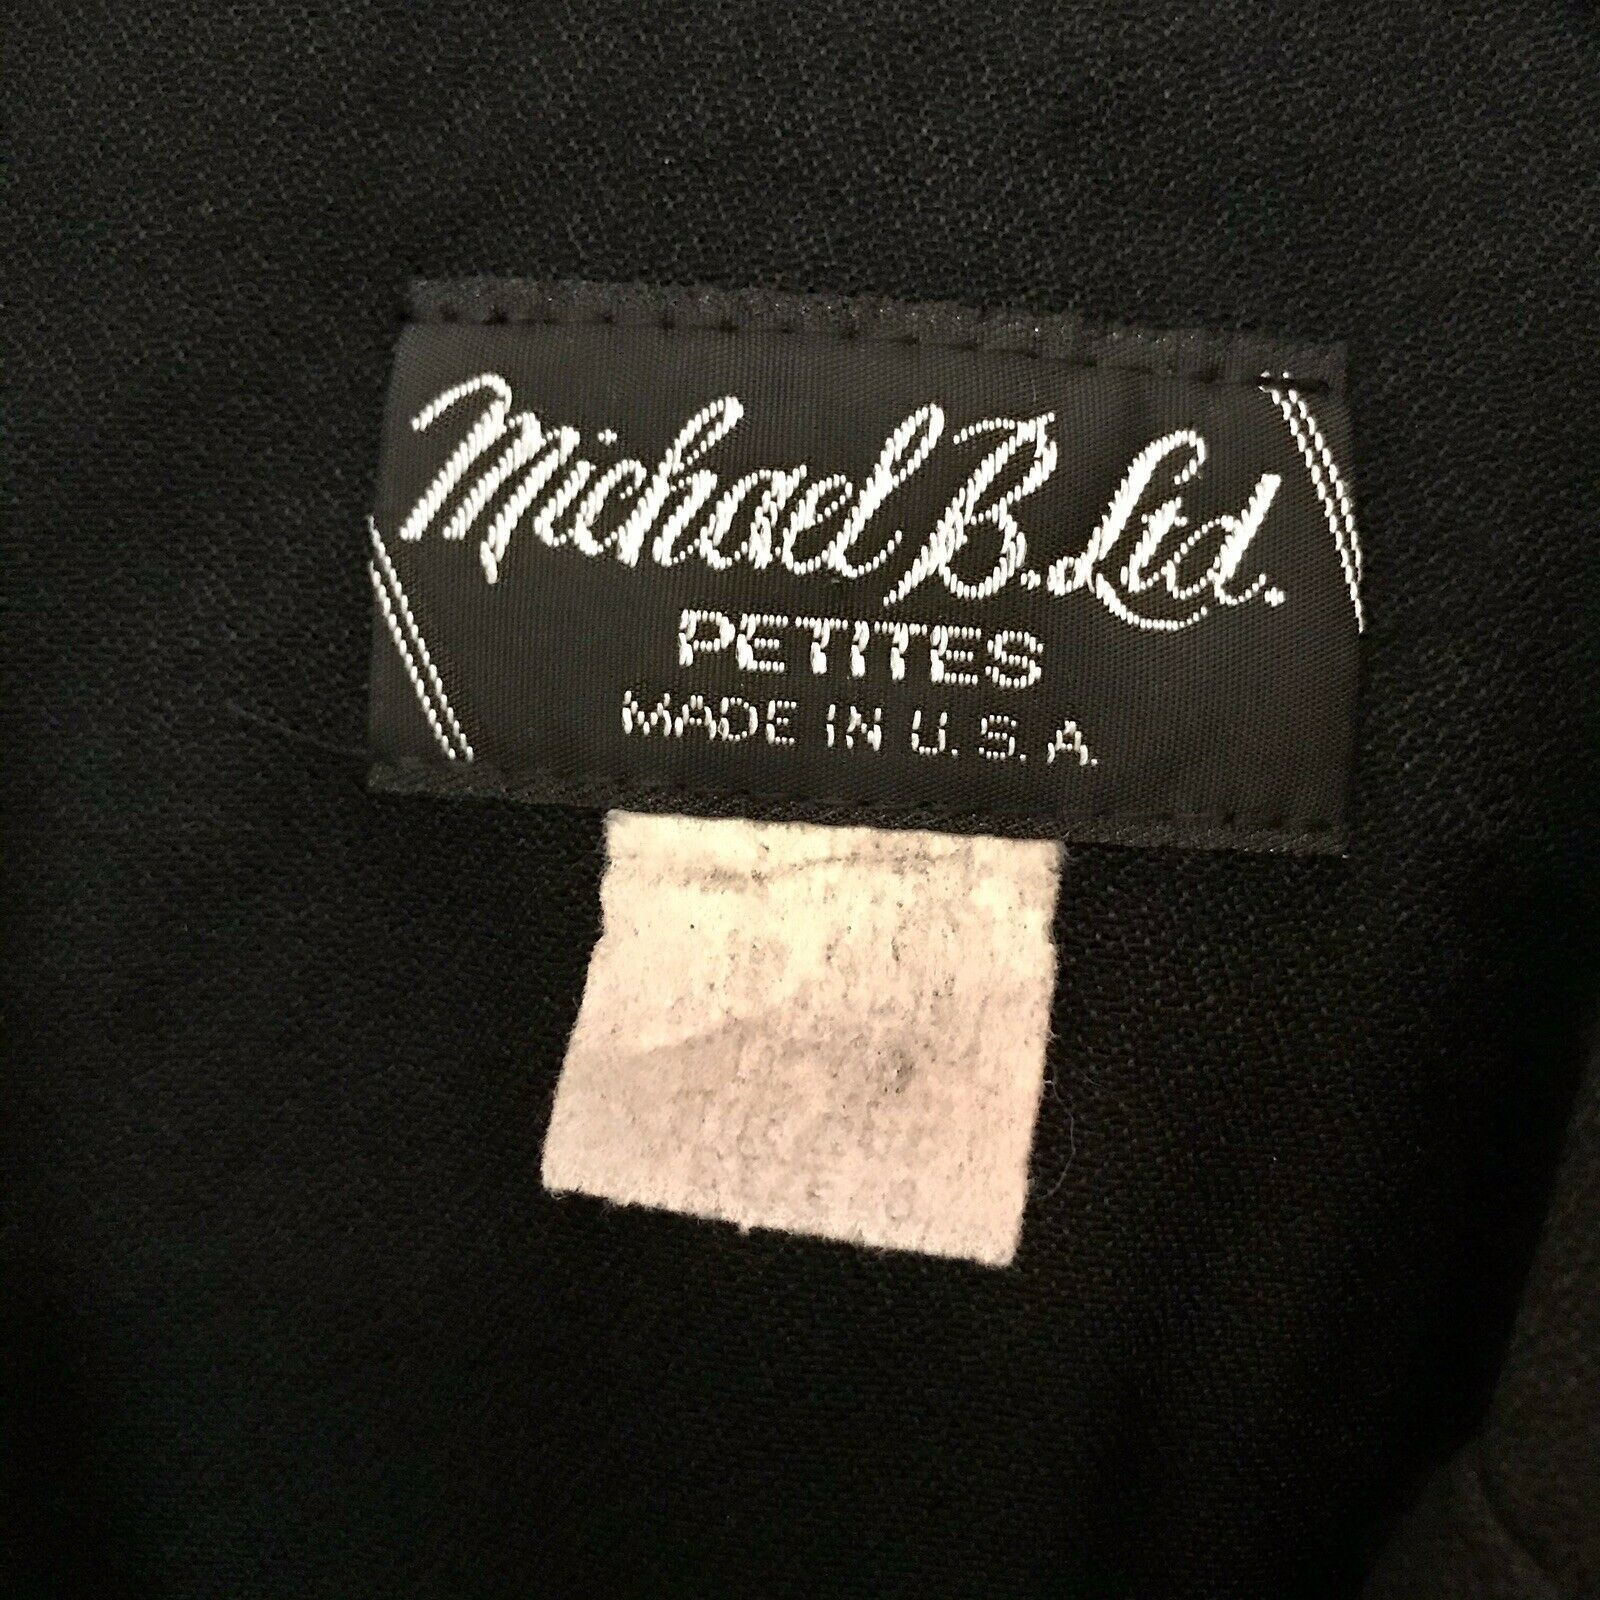 Michael B. Ltd.
PETITES
MADE IN U.S.A.